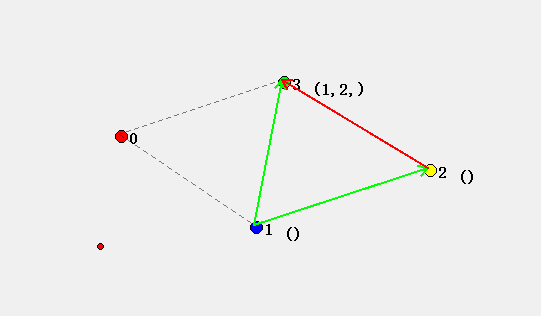 3 (1,2,)
0
2 ()
1 ()